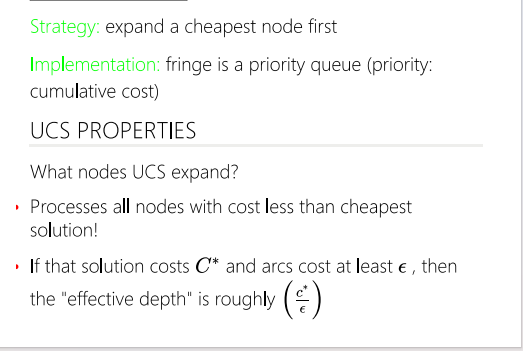 Strategy: expand a cheapest node first
Implementation: fringe is a priority queue (priority:
cumulative cost)
UCS PROPERTIES
What nodes UCS expand?
Processes all nodes with cost less than cheapest
solution!
If that solution costs C* and arcs cost at least ϵ , then
the "effective depth" is roughly (c*/ϵ)